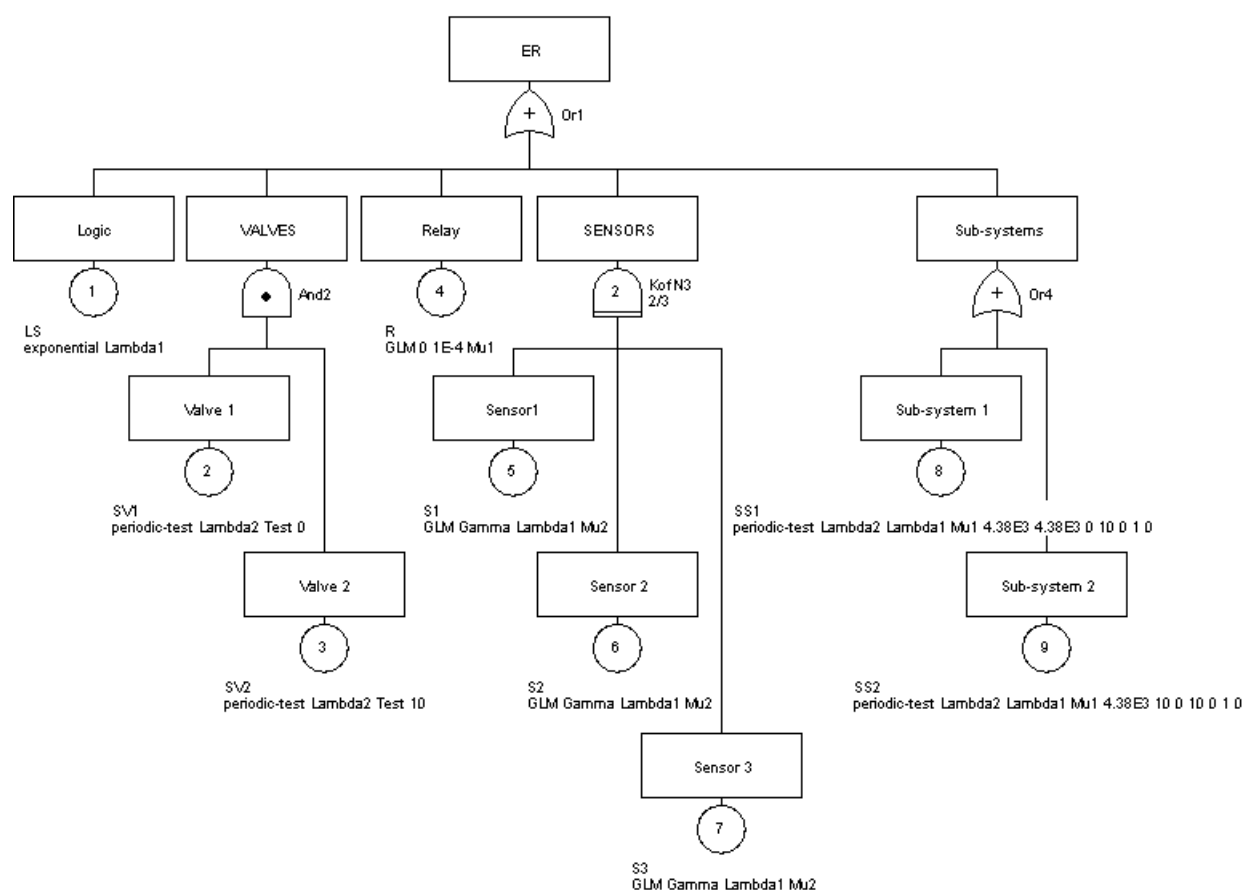 ER
+
Or1
Logic
VALVES
Relay
SENSORS
Sub-systems
1
And2
4
2
KofN3
2/3
+
Or4
LS
exponential Lambda1
R
GLM 0 1E-4 Mu1
Valve 1
Sensor1
Sub-system 1
2
5
8
SV1
periodic-test Lambda2 Test 0
S1
GLM Gamma Lambda1 Mu2
SS1
periodic-test Lambda2 Lambda1 Mu1 4.38E3 4.38E3 0 10 0 1 0
Valve 2
Sensor 2
Sub-system 2
3
6
9
SV2
periodic-test Lambda2 Test 10
S2
GLM Gamma Lambda1 Mu2
SS2
periodic-test Lambda2 Lambda1 Mu1 4.38E3 10 0 10 0 1 0
Sensor 3
7
S3
GLM Gamma Lambda1 Mu2